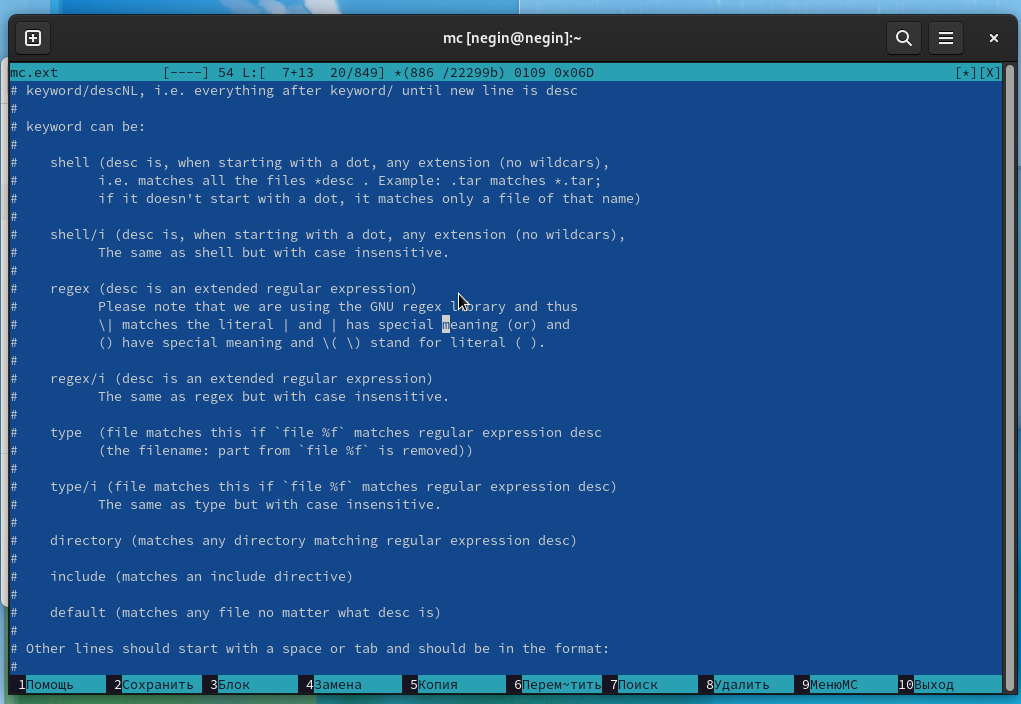 mc [negin@negin]:~
mc.ext [----] 54 L:[ 7+13 20/849] *(886 /22299b) 0109 0x06D [*][X]
# keyword/descNL, i.e. everything after keyword/ until new line is desc
#
# keyword can be:
#
# shell (desc is, when starting with a dot, any extension (no wildcars),
# i.e. matches all the files *desc . Example: .tar matches *.tar;
# if it doesn't start with a dot, it matches only a file of that name)
#
# shell/i (desc is, when starting with a dot, any extension (no wildcars),
# The same as shell but with case insensitive.
#
# regex (desc is an extended regular expression)
# Please note that we are using the GNU regex library and thus
# \| matches the literal | and | has special meaning (or) and
# () have special meaning and \( \) stand for literal ( ).
#
# regex/i (desc is an extended regular expression)
# The same as regex but with case insensitive.
#
# type (file matches this if `file %f` matches regular expression desc
# (the filename: part from `file %f` is removed))
#
# type/i (file matches this if `file %f` matches regular expression desc)
# The same as type but with case insensitive.
#
# directory (matches any directory matching regular expression desc)
#
# include (matches an include directive)
#
# default (matches any file no matter what desc is)
#
# Other lines should start with a space or tab and should be in the format:
#
1Помощь 2Сохранить 3Блок 4Замена 5Копия 6Перем~тить 7Поиск 8Удалить 9МенюМС 10Выход